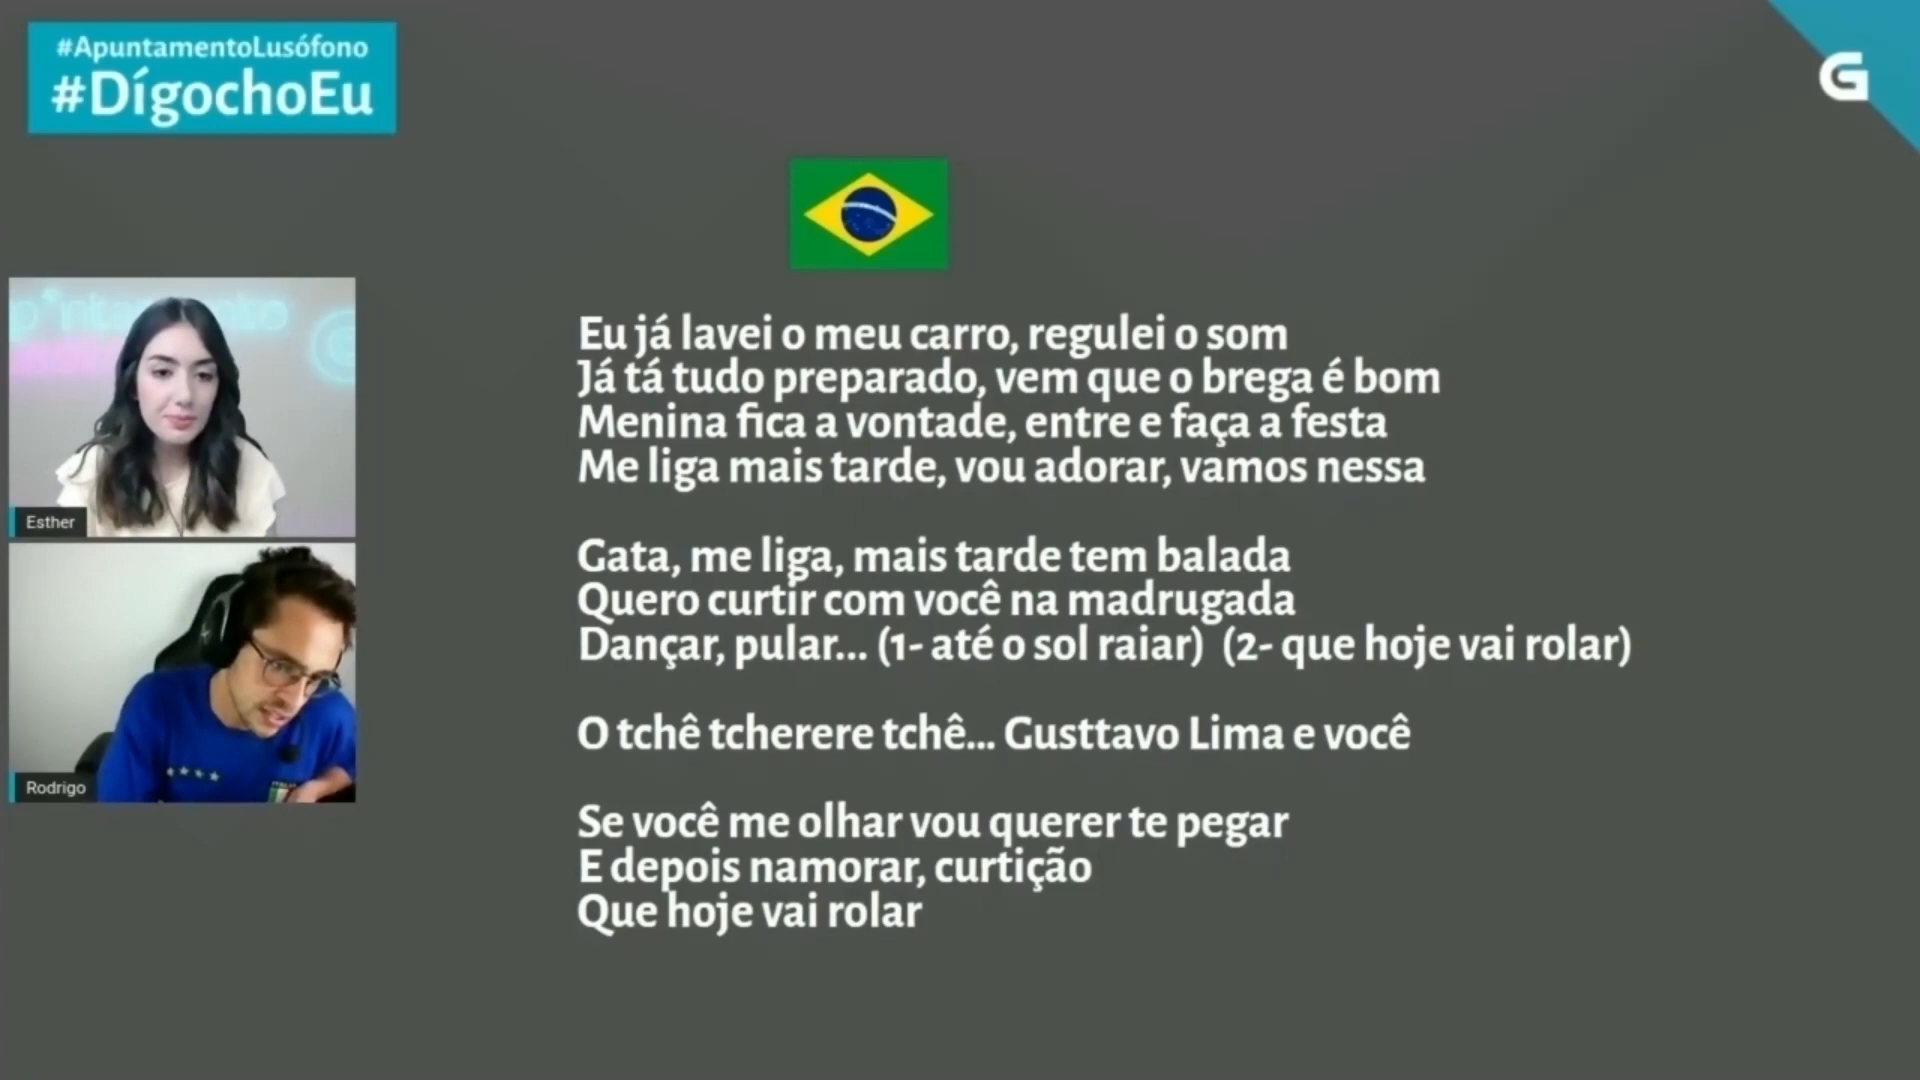 #ApuntamentoLusófono
#DígochoEu
G
Eu já lavei o meu carro, regulei o som
Já tá tudo preparado, vem que o brega é bom
Menina fica a vontade, entre e faça a festa
Me liga mais tarde, vou adorar, vamos nessa
Gata, me liga, mais tarde tem balada
Quero curtir com você na madrugada
Dançar, pular... (1- até o sol raiar) (2- que hoje vai rolar)
O tchê tcherere tchê... Gusttavo Lima e você
Se você me olhar vou querer te pegar
E depois namorar, curtição
Que hoje vai rolar
Esther
Rodrigo